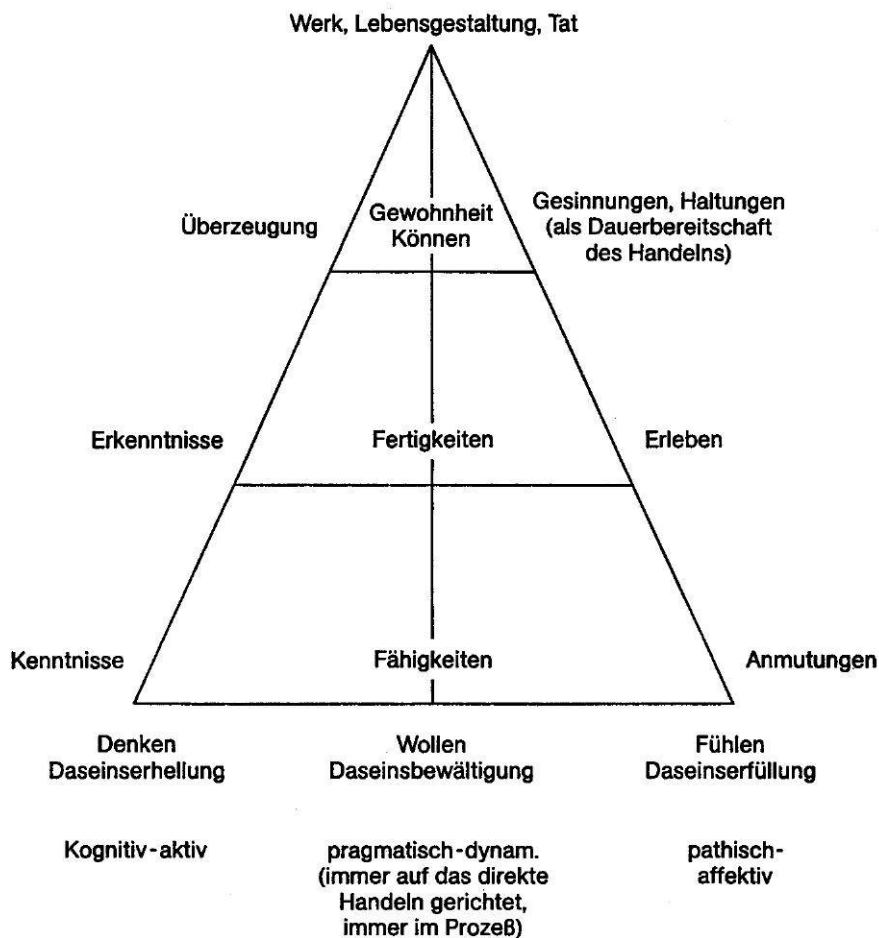 Werk, Lebensgestaltung, Tat
Überzeugung
Gewohnheit
Können
Gesinnungen, Haltungen
(als Dauerbereitschaft
des Handelns)
Erkenntnisse
Fertigkeiten
Erleben
Kenntnisse
Fähigkeiten
Anmutungen
Denken
Daseinserhellung
Wollen
Daseinsbewältigung
Fühlen
Daseinserfüllung
Kognitiv-aktiv
pragmatisch-dynam.
(immer auf das direkte
Handeln gerichtet,
immer im Prozeß)
pathisch-
affektiv